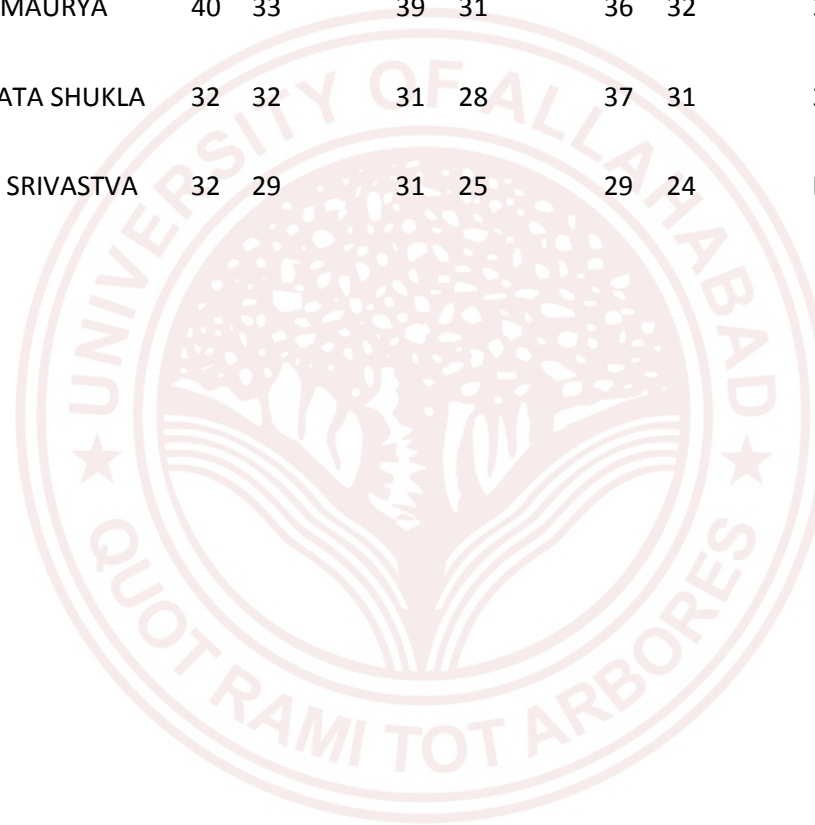 MAURYA 40 33 39 31 36 32
ATA SHUKLA 32 32 31 28 37 31
SRIVASTVA 32 29 31 25 29 24
UNIVERSITY OF ALLAHABAD
QUOT RAMI TOT ARBORES